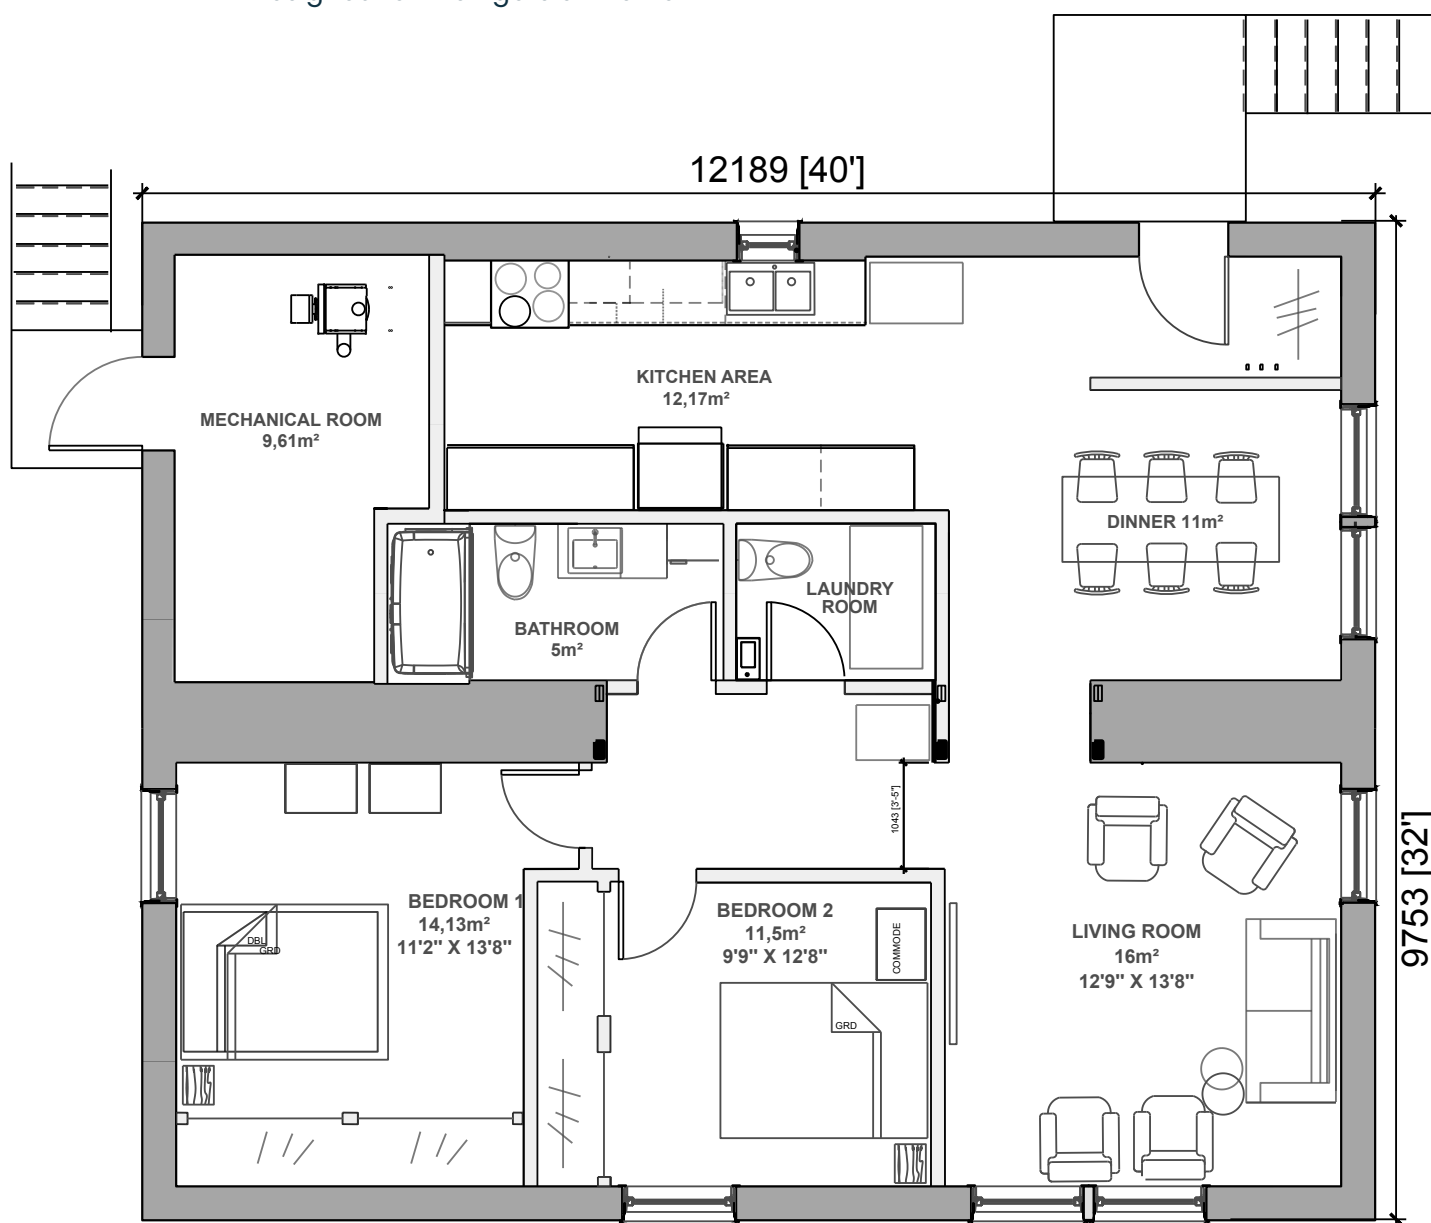 12189 [40']
KITCHEN AREA
12,17m²
MECHANICAL ROOM
9,61m²
DINNER 11m²
LAUNDRY
ROOM
BATHROOM
5m²
1043 [3'-5"]
9753 [32']
BEDROOM 1
14,13m²
11'2" X 13'8"
DBL
GRD
BEDROOM 2
11,5m²
9'9" X 12'8"
COMMODE
GRD
LIVING ROOM
16m²
12'9" X 13'8"